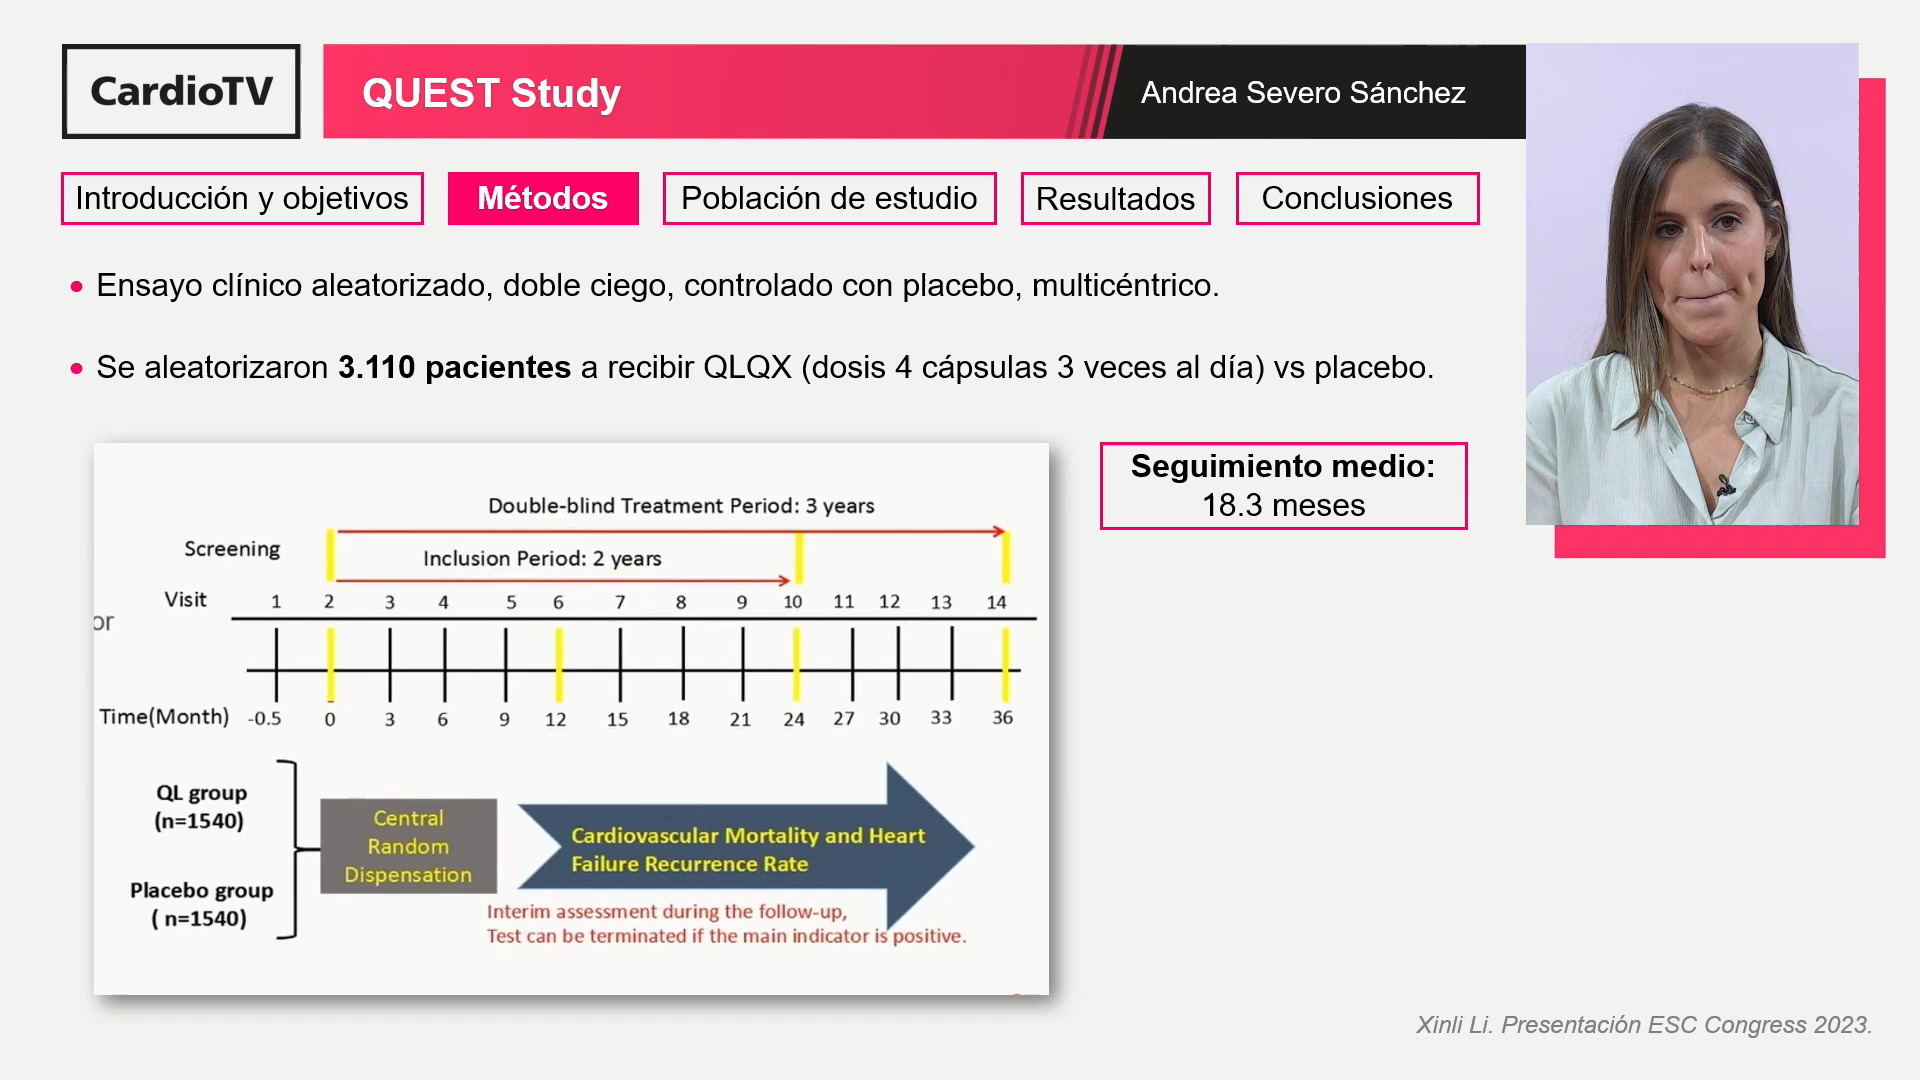 CardioTV
QUEST Study
Andrea Severo Sánchez
Introducción y objetivos
Métodos
Población de estudio
Resultados
Conclusiones
• Ensayo clínico aleatorizado, doble ciego, controlado con placebo, multicéntrico.
• Se aleatorizaron 3.110 pacientes a recibir QLQX (dosis 4 cápsulas 3 veces al día) vs placebo.
Seguimiento medio:
18.3 meses
Double-blind Treatment Period: 3 years
Screening
Inclusion Period: 2 years
Visit 1 2 3 4 5 6 7 8 9 10 11 12 13 14
or
Time(Month) -0.5 0 3 6 9 12 15 18 21 24 27 30 33 36
QL group
(n=1540)
Placebo group
( n=1540)
Central
Random
Dispensation
Cardiovascular Mortality and Heart
Failure Recurrence Rate
Interim assessment during the follow-up,
Test can be terminated if the main indicator is positive.
Xinli Li. Presentación ESC Congress 2023.